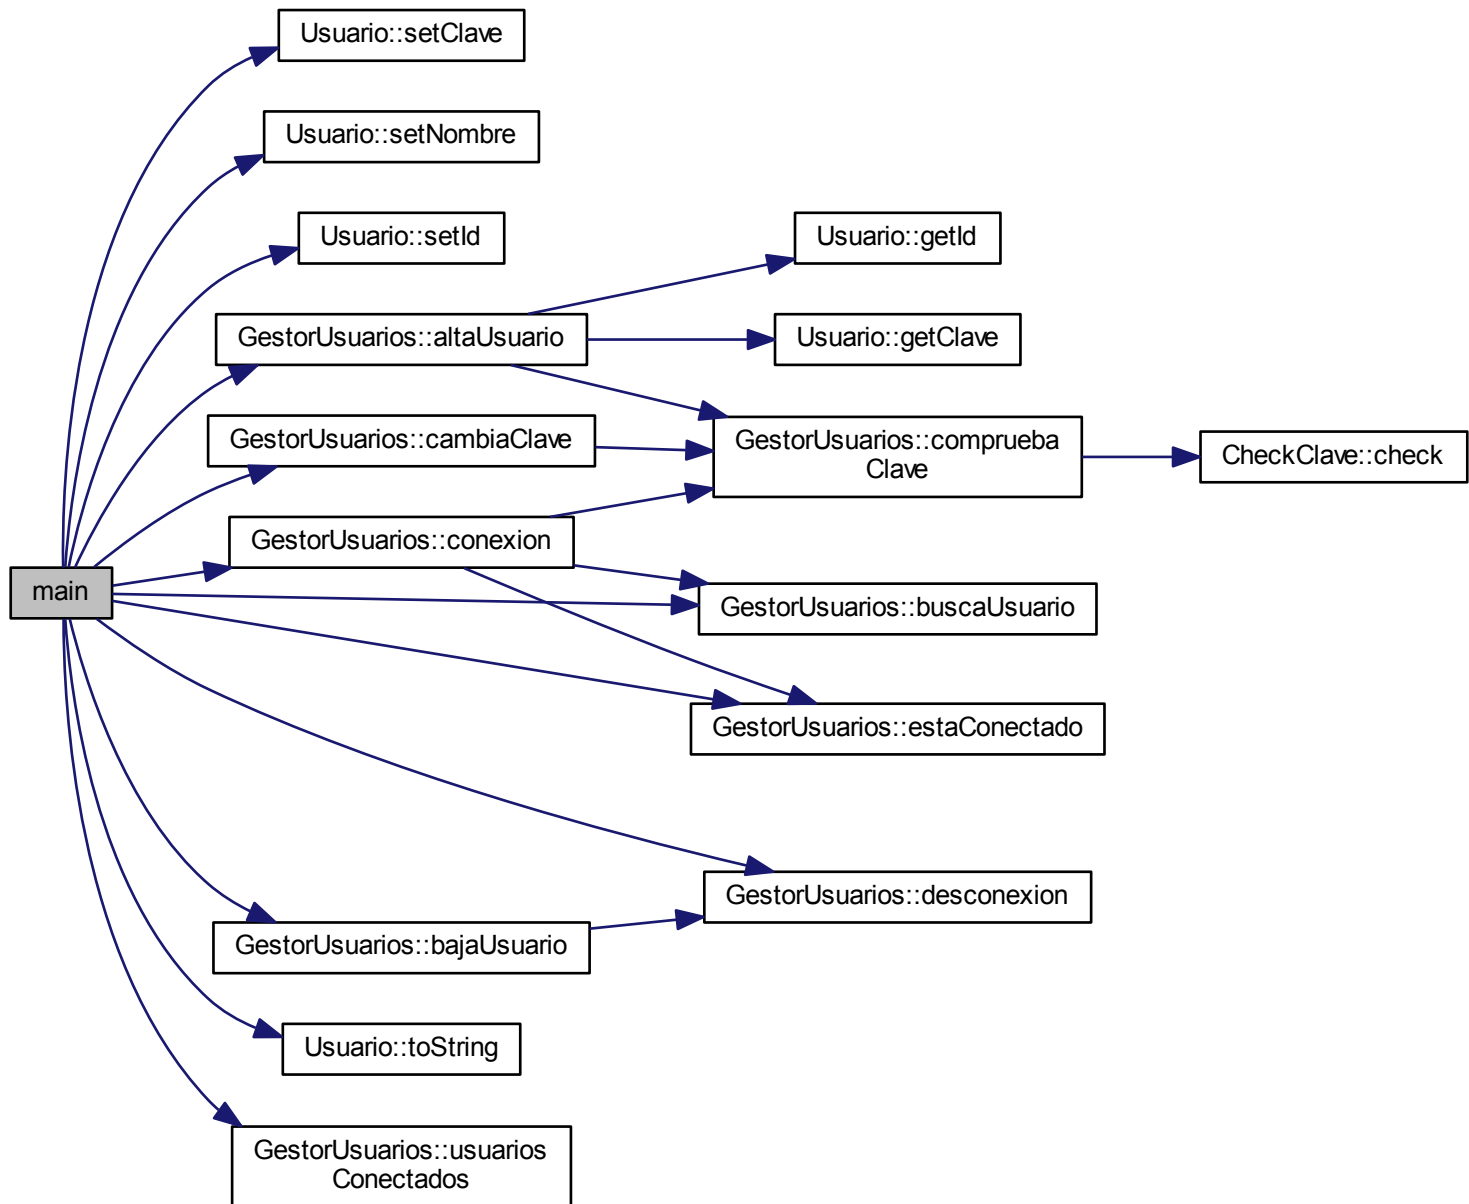 Usuario::setClave
Usuario::setNombre
Usuario::setId
Usuario::getId
GestorUsuarios::altaUsuario
Usuario::getClave
GestorUsuarios::cambiaClave
GestorUsuarios::comprueba
Clave
CheckClave::check
GestorUsuarios::conexion
main
GestorUsuarios::buscaUsuario
GestorUsuarios::estaConectado
GestorUsuarios::desconexion
GestorUsuarios::bajaUsuario
Usuario::toString
GestorUsuarios::usuarios
Conectados